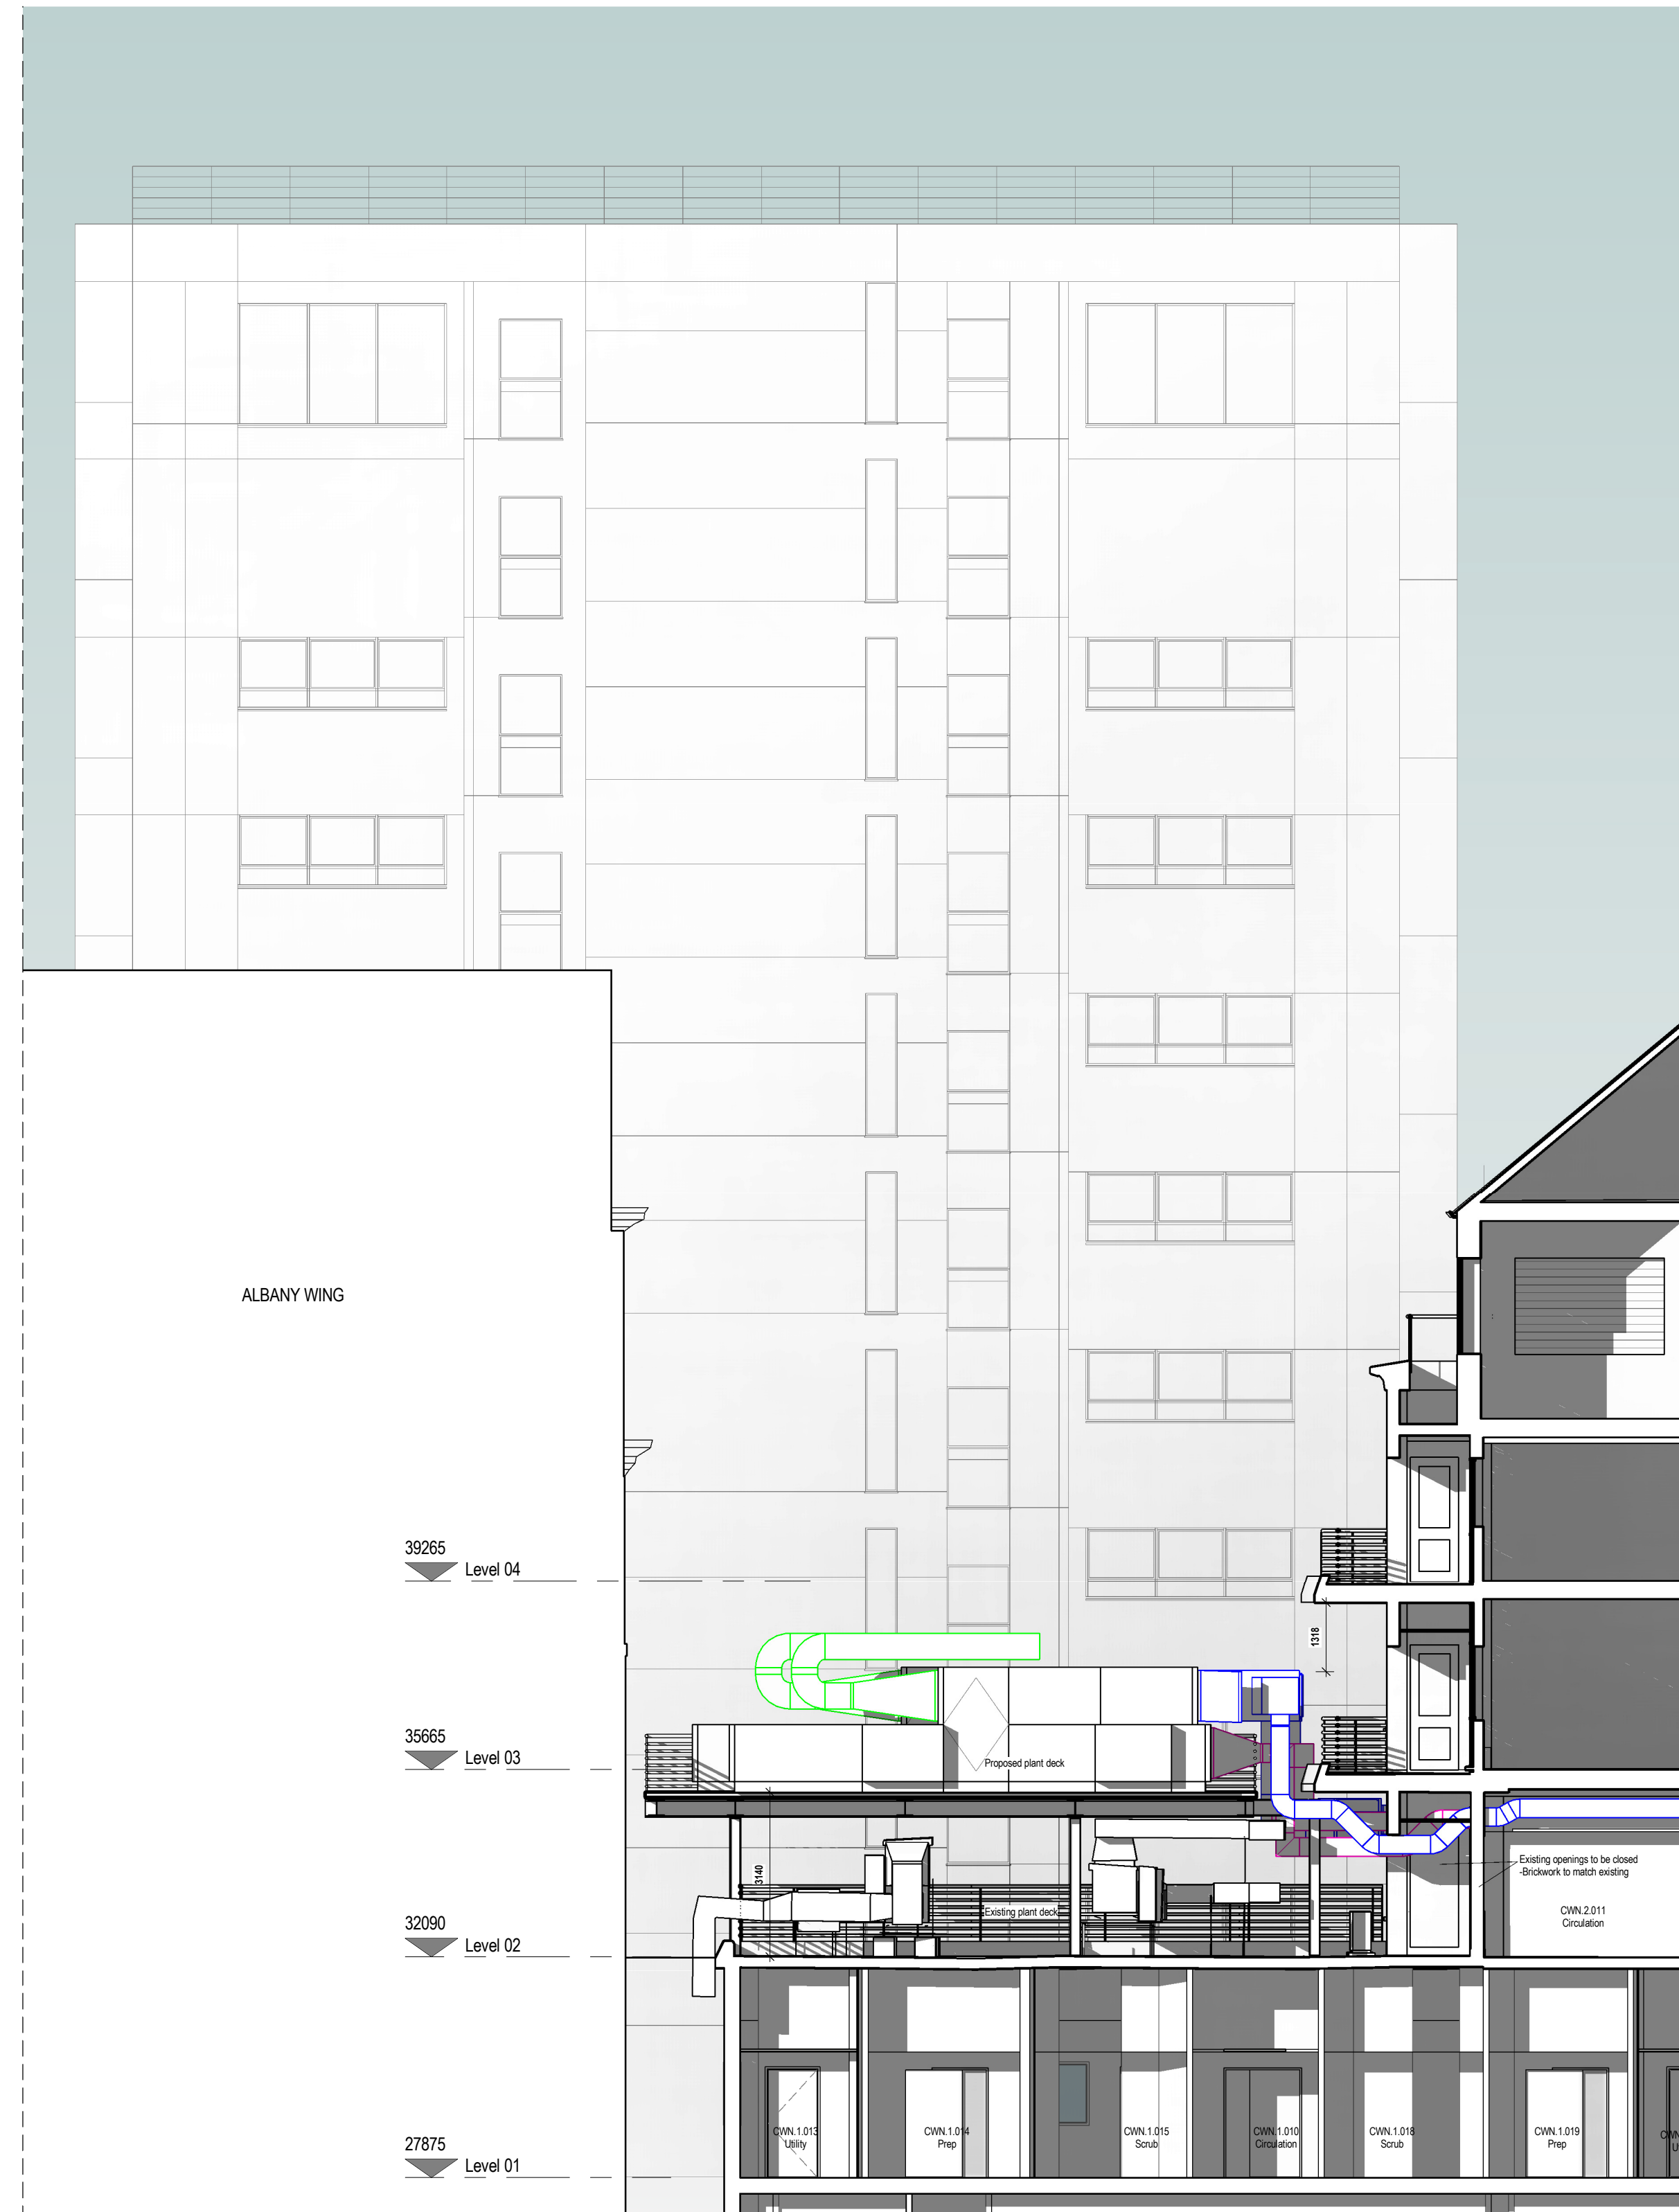 ALBANY WING
39265
Level 04
1318
35665
Level 03
Proposed plant deck
3140
Existing openings to be closed
-Brickwork to match existing
Existing plant deck
CWN.2.011
Circulation
32090
Level 02
CWN.1.013
Utility
CWN.1.014
Prep
CWN.1.015
Scrub
CWN.1.010
Circulation
CWN.1.018
Scrub
CWN.1.019
Prep
27875
Level 01